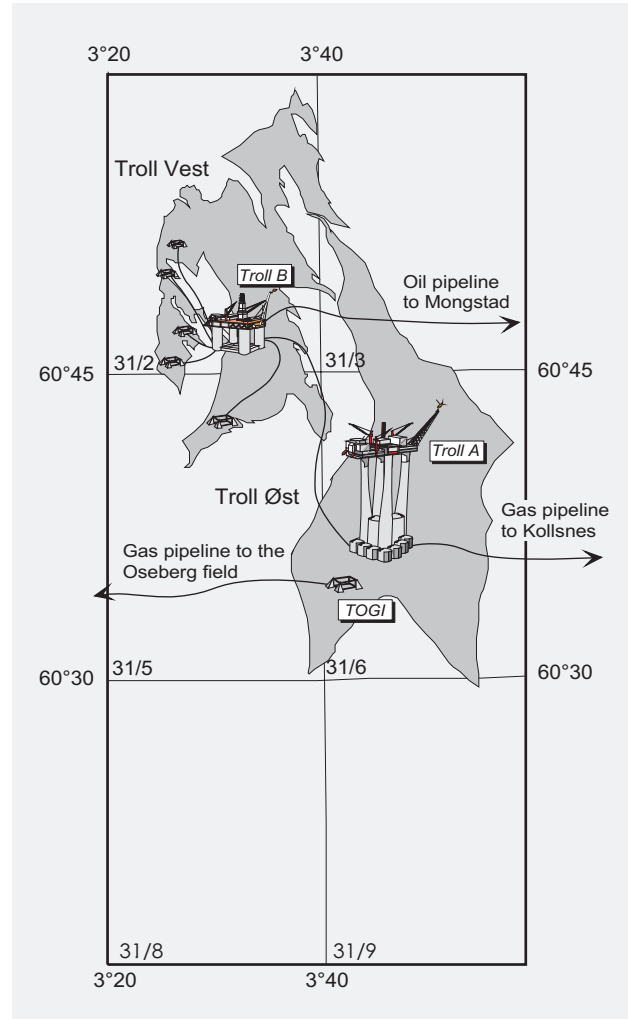 3°20
3°40
Troll Vest
Troll B
Oil pipeline
to Mongstad
31/2
31/3
60°45
60°45
Troll A
Troll Øst
Gas pipeline
to Kollsnes
Gas pipeline to the
Oseberg field
TOGI
31/5
31/6
60°30
60°30
31/8
31/9
3°20
3°40